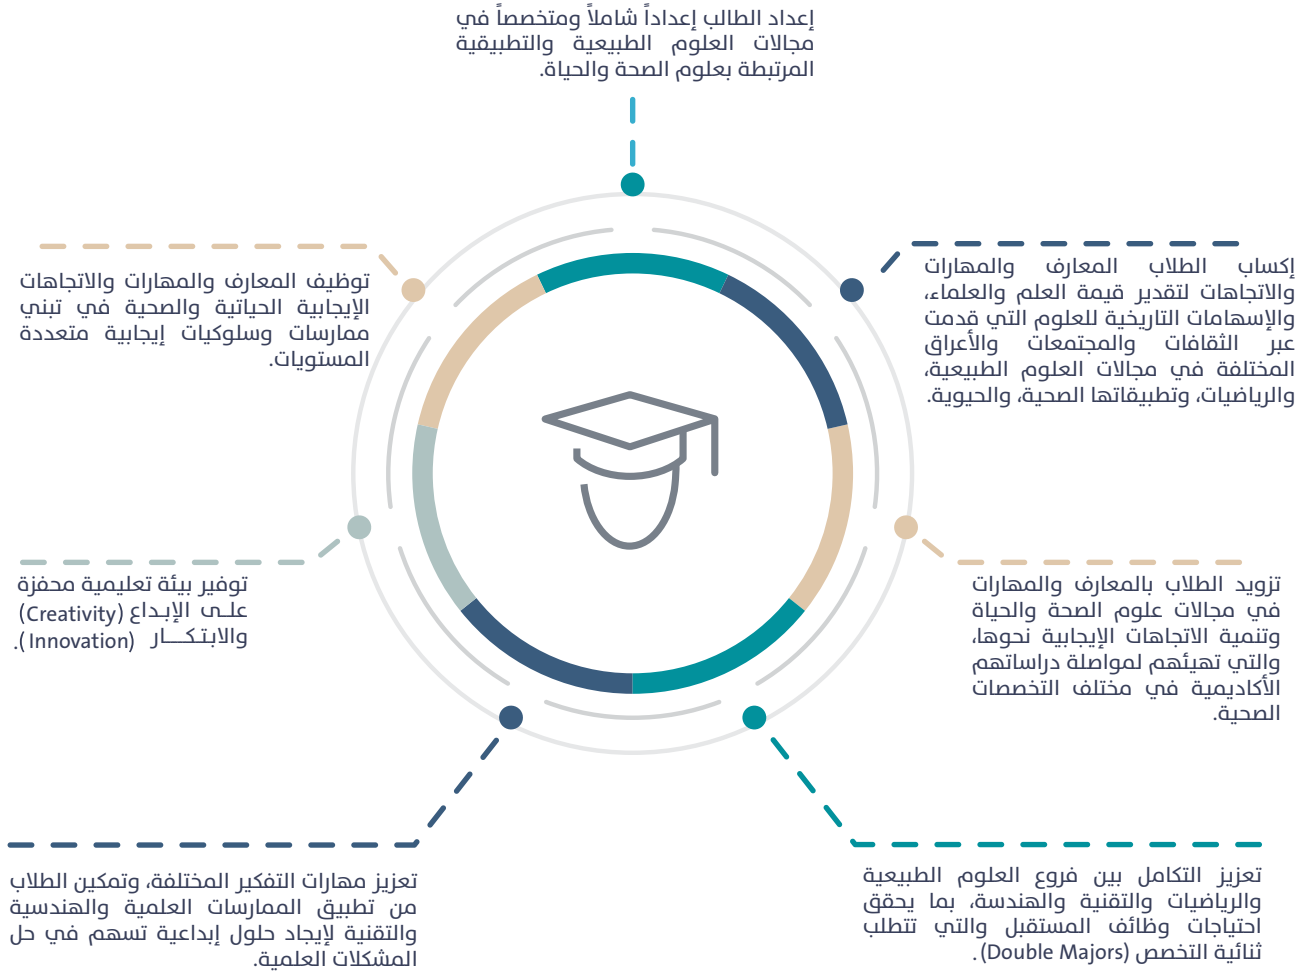 إعداد الطالب إعداداً شاملاً ومتخصصاً في
مجالات العلوم الطبيعية والتطبيقية
المرتبطة بعلوم الصحة والحياة.
إكساب الطلاب المعارف والمهارات
والاتجاهات لتقدير قيمة العلم والعلماء،
والإسهامات التاريخية للعلوم التي قدمت
عبر الثقافات والمجتمعات والأعراق
المختلفة في مجالات العلوم الطبيعية،
والرياضيات، وتطبيقاتها الصحية، والحيوية.
تزويد الطلاب بالمعارف والمهارات
في مجالات علوم الصحة والحياة
وتنمية الاتجاهات الإيجابية نحوها،
والتي تهيئهم لمواصلة دراساتهم
الأكاديمية في مختلف التخصصات
الصحية.
تعزيز التكامل بين فروع العلوم الطبيعية
والرياضيات والتقنية والهندسة، بما يحقق
احتياجات وظائف المستقبل والتي تتطلب
ثنائية التخصص (Double Majors).
تعزيز مهارات التفكير المختلفة، وتمكين الطلاب
من تطبيق الممارسات العلمية والهندسية
والتقنية لإيجاد حلول إبداعية تسهم في حل
المشكلات العلمية.
توفير بيئة تعليمية محفزة
علـى الإبـداع (Creativity)
والابتـكـــار (Innovation).
توظيف المعارف والمهارات والاتجاهات
الإيجابية الحياتية والصحية في تبني
ممارسات وسلوكيات إيجابية متعددة
المستويات.